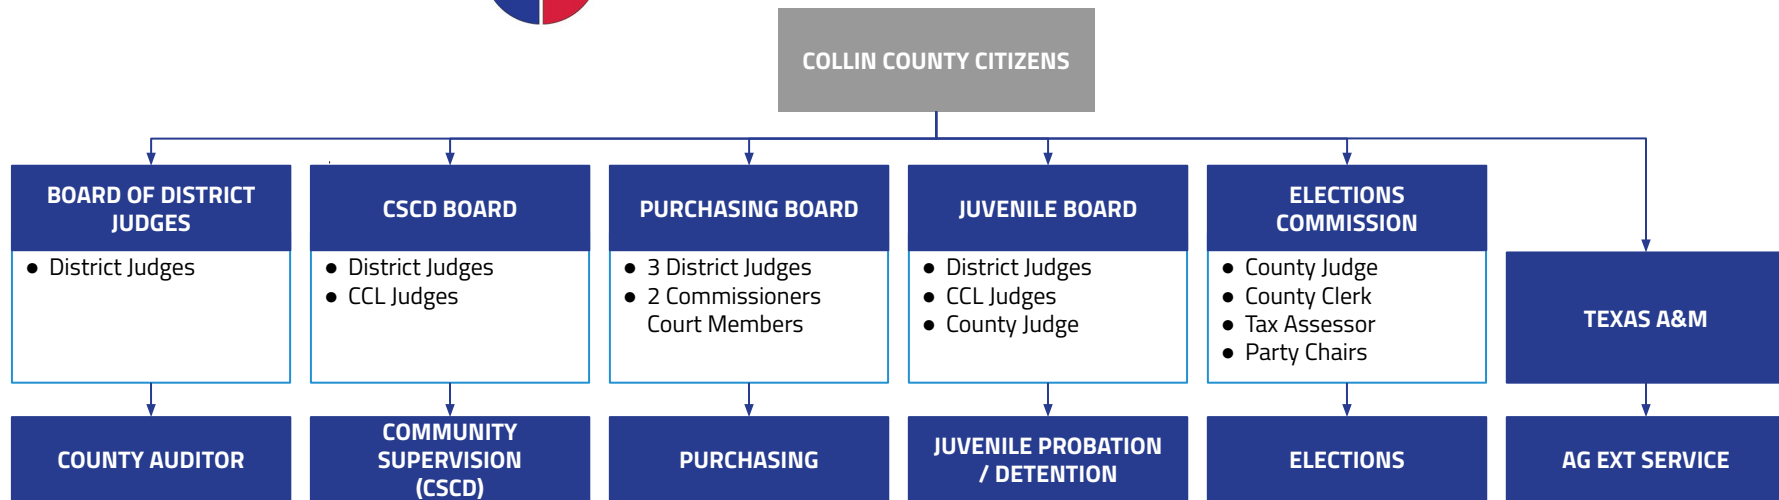 COLLIN COUNTY CITIZENS
BOARD OF DISTRICT
JUDGES
● District Judges
CSCD BOARD
● District Judges
● CCL Judges
PURCHASING BOARD
● 3 District Judges
● 2 Commissioners
Court Members
JUVENILE BOARD
● District Judges
● CCL Judges
● County Judge
ELECTIONS
COMMISSION
● County Judge
● County Clerk
● Tax Assessor
● Party Chairs
TEXAS A&M
COUNTY AUDITOR
COMMUNITY
SUPERVISION
(CSCD)
PURCHASING
JUVENILE PROBATION
/ DETENTION
ELECTIONS
AG EXT SERVICE